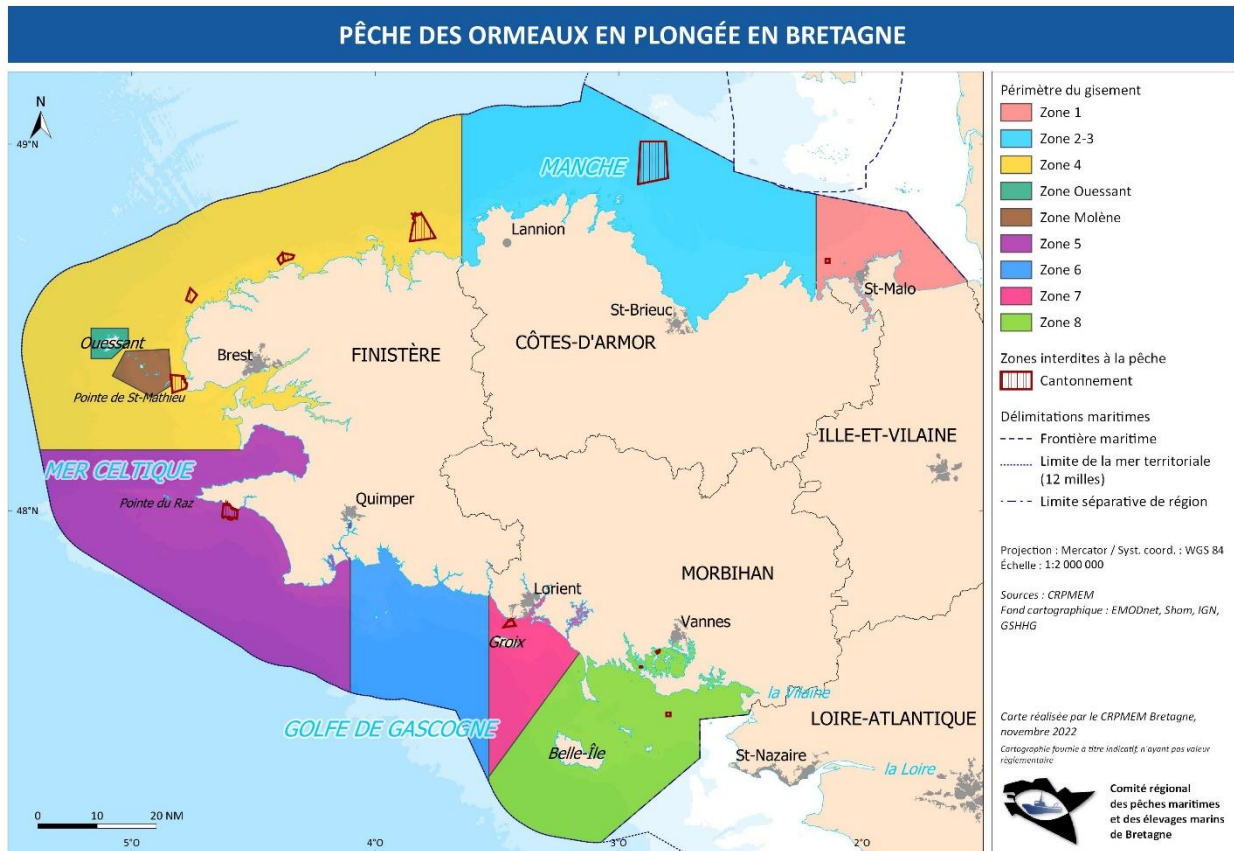 PÊCHE DES ORMEAUX EN PLONGÉE EN BRETAGNE
N
49°N
48°N
MANCHE
Lannion
St-Malo
St-Brieuc
Ouessant
Brest
FINISTÈRE
CÔTES-D'ARMOR
Pointe de St-Mathieu
ILLE-ET-VILAINE
MER CELTIQUE
Pointe du Raz
Quimper
MORBIHAN
Lorient
Vannes
Groix
la Vilaine
GOLFE DE GASCOGNE
LOIRE-ATLANTIQUE
Belle-Île
St-Nazaire
la Loire
0 10 20 NM
5°O
4°O
3°O
2°O
Périmètre du gisement
Zone 1
Zone 2-3
Zone 4
Zone Ouessant
Zone Molène
Zone 5
Zone 6
Zone 7
Zone 8
Zones interdites à la pêche
Cantonnement
Délimitations maritimes
Frontière maritime
Limite de la mer territoriale
(12 milles)
Limite séparative de région
Projection : Mercator / Syst. coord. : WGS 84
Échelle : 1:2 000 000
Sources : CRPMEM
Fond cartographique : EMODnet, Shom, IGN,
GSHHG
Carte réalisée par le CRPMEM Bretagne,
novembre 2022
Cartographie fournie à titre indicatif, n'ayant pas valeur
réglementaire
Comité régional
des pêches maritimes
et des élevages marins
de Bretagne